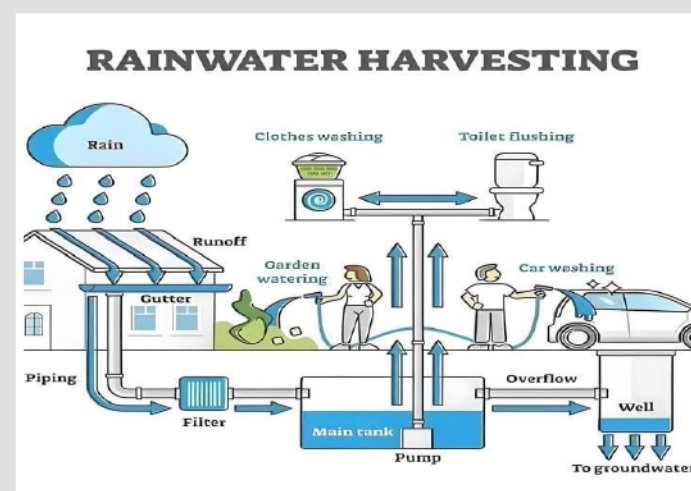 RAINWATER HARVESTING
Rain
Clothes washing
Toilet flushing
Runoff
Gutter
Garden
watering
Car washing
Piping
Filter
Main tank
Pump
Overflow
Well
To groundwater